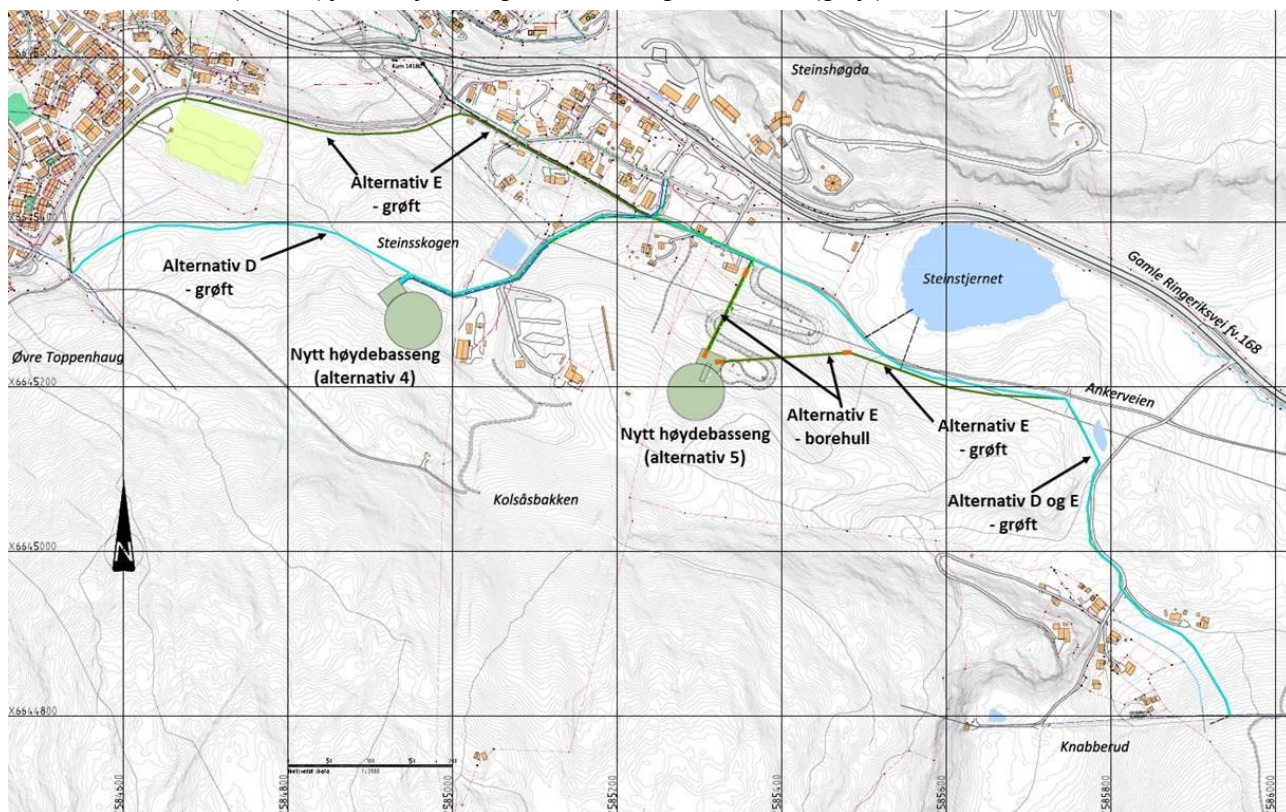 Steinshøgda
Alternativ E
- grøft
Steinsskogen
Alternativ D
- grøft
Steinstjernet
Gamle Ringeriksvej fv.168
Øvre Toppenhaug
Nytt høydebasseng
(alternativ 4)
X6645200
Ankerveien
Alternativ E
- borehull
Alternativ E
- grøft
Nytt høydebasseng
(alternativ 5)
Kolsåsbakken
Alternativ D og E
- grøft
N
X6645000
X6644800
Knabberud
584600
584800
585000
585200
585400
585600
585800
586000